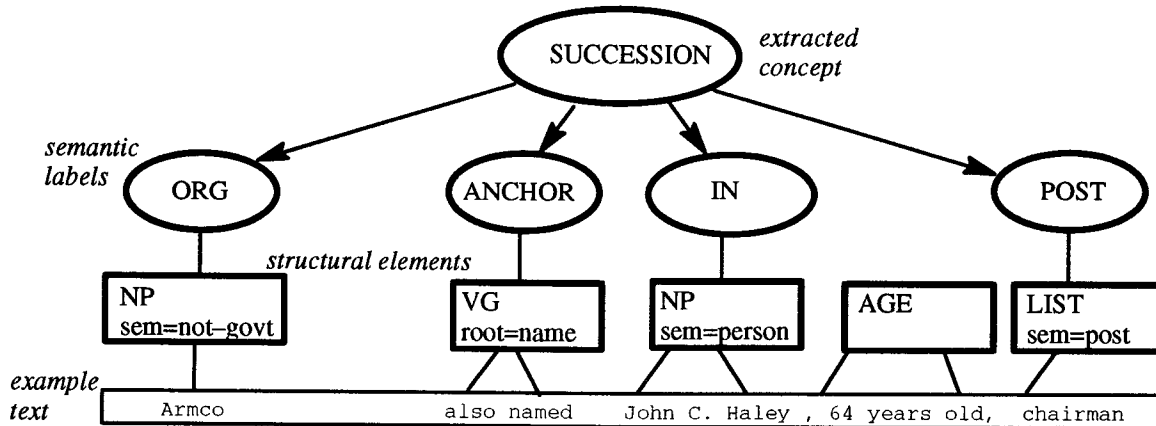 SUCCESSION
extracted
concept
semantic
labels
ORG
ANCHOR
IN
POST
structural elements
NP
sem=not–govt
VG
root=name
NP
sem=person
AGE
LIST
sem=post
example
text
Armco also named John C. Haley , 64 years old, chairman